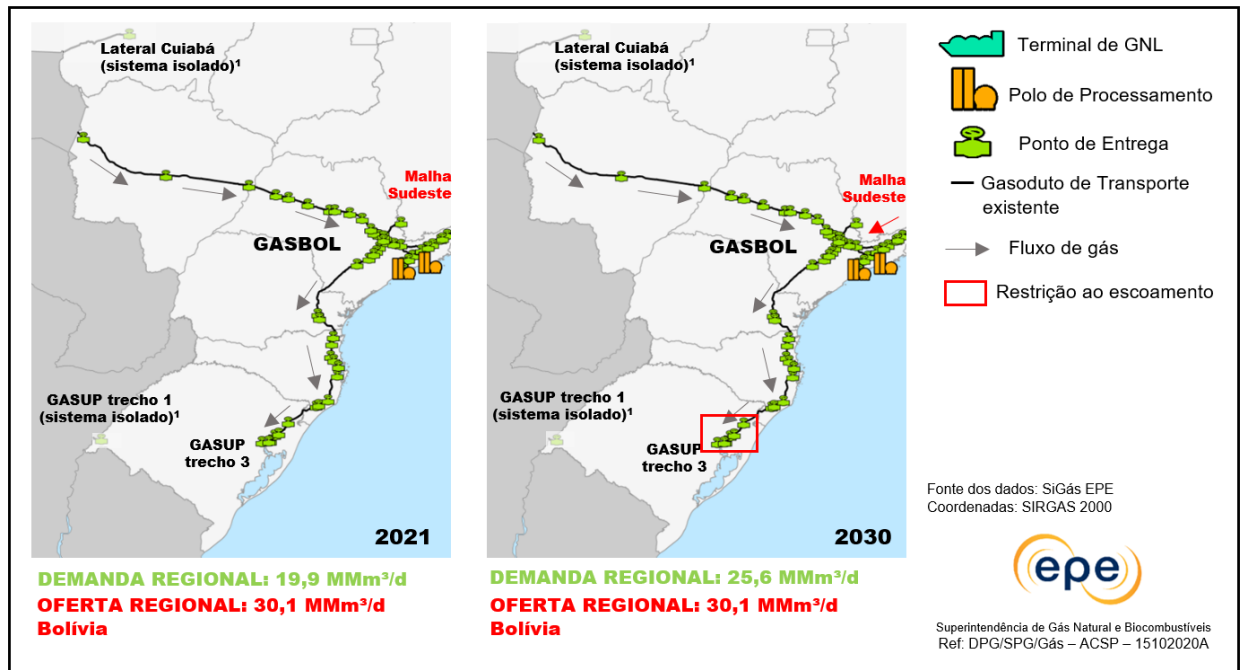 Lateral Cuiabá
(sistema isolado)¹
Malha
Sudeste
GASBOL
GASUP trecho 1
(sistema isolado)¹
GASUP
trecho 3
2021
DEMANDA REGIONAL: 19,9 MMm³/d
OFERTA REGIONAL: 30,1 MMm³/d
Bolívia
Lateral Cuiabá
(sistema isolado)¹
Malha
Sudeste
GASBOL
GASUP trecho 1
(sistema isolado)¹
GASUP
trecho 3
2030
DEMANDA REGIONAL: 25,6 MMm³/d
OFERTA REGIONAL: 30,1 MMm³/d
Bolívia
Terminal de GNL
Polo de Processamento
Ponto de Entrega
Gasoduto de Transporte
existente
Fluxo de gás
Restrição ao escoamento
Fonte dos dados: SiGás EPE
Coordenadas: SIRGAS 2000
epe
Superintendência de Gás Natural e Biocombustíveis
Ref: DPG/SPG/Gás – ACSP – 15102020A